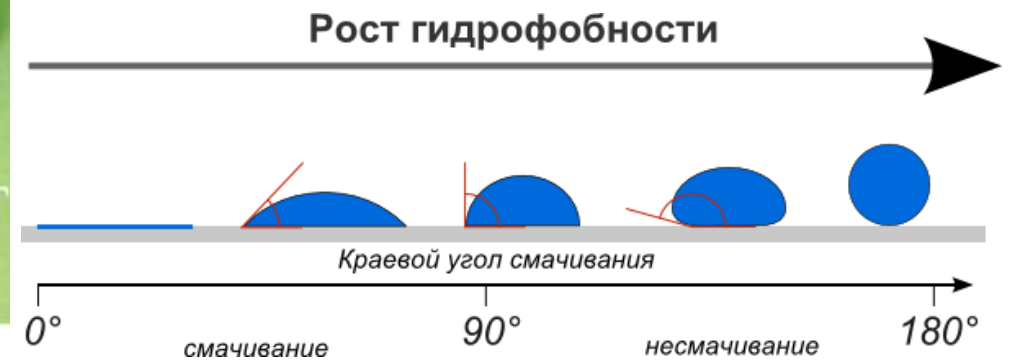 Рост гидрофобности
Краевой угол смачивания
0° 90° 180°
смачивание несмачивание